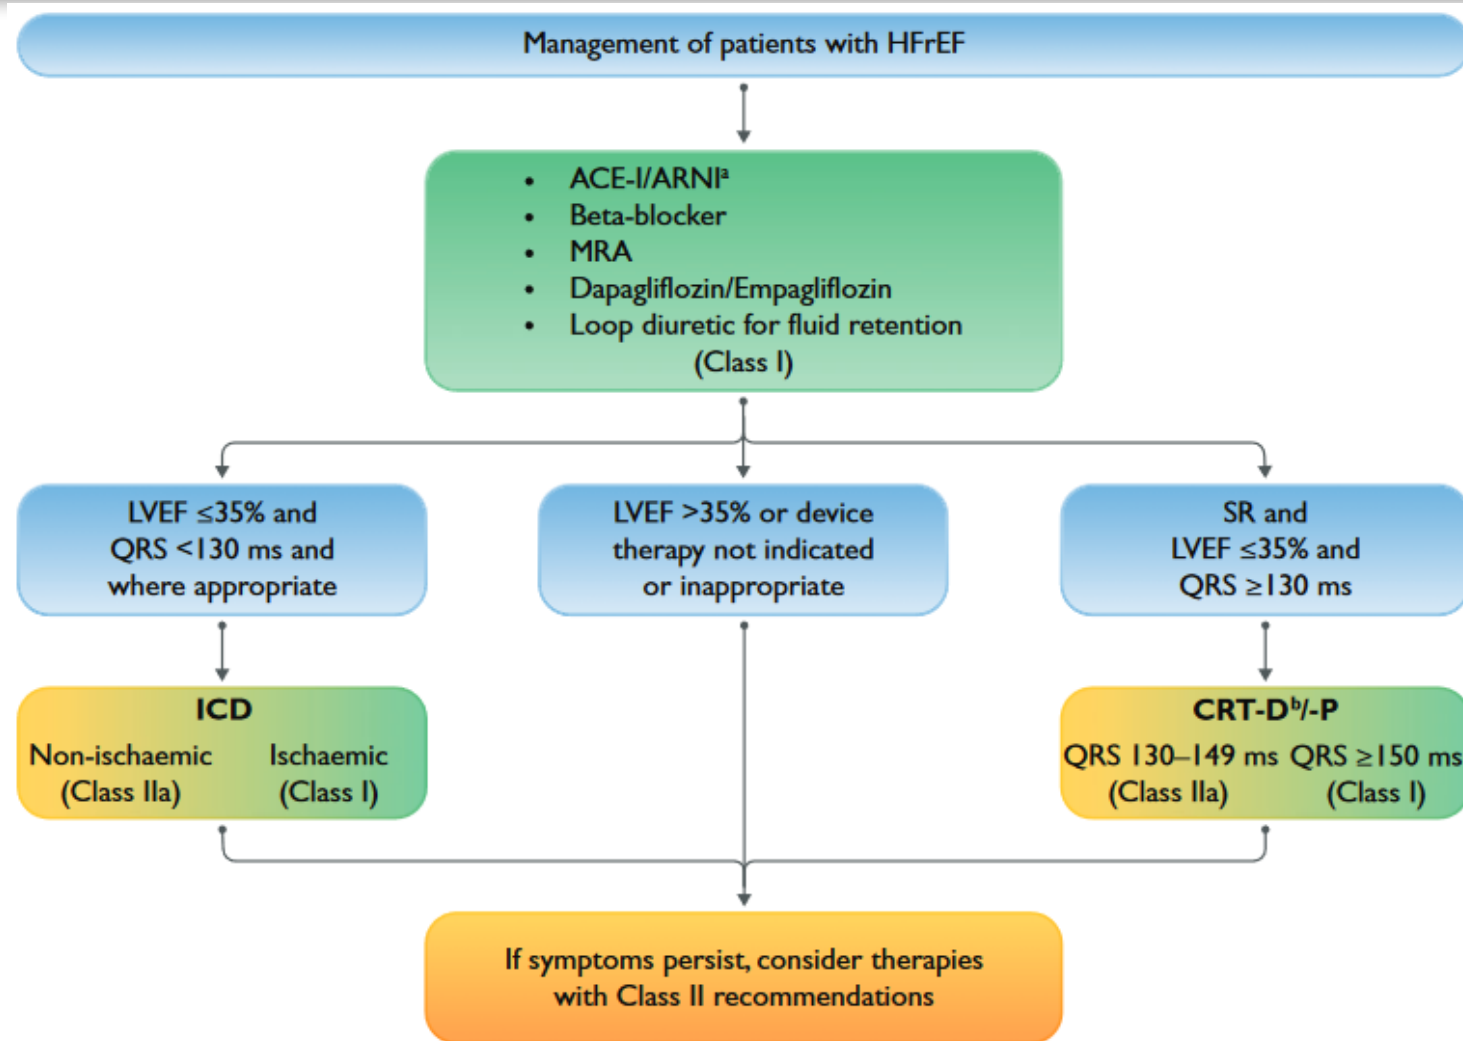 Management of patients with HFrEF
• ACE-I/ARNIᵃ
• Beta-blocker
• MRA
• Dapagliflozin/Empagliflozin
• Loop diuretic for fluid retention
(Class I)
LVEF ≤35% and
QRS <130 ms and
where appropriate
LVEF >35% or device
therapy not indicated
or inappropriate
SR and
LVEF ≤35% and
QRS ≥130 ms
ICD
Non-ischaemic
(Class IIa)
Ischaemic
(Class I)
CRT-Dᵇ/-P
QRS 130–149 ms
(Class IIa)
QRS ≥150 ms
(Class I)
If symptoms persist, consider therapies
with Class II recommendations